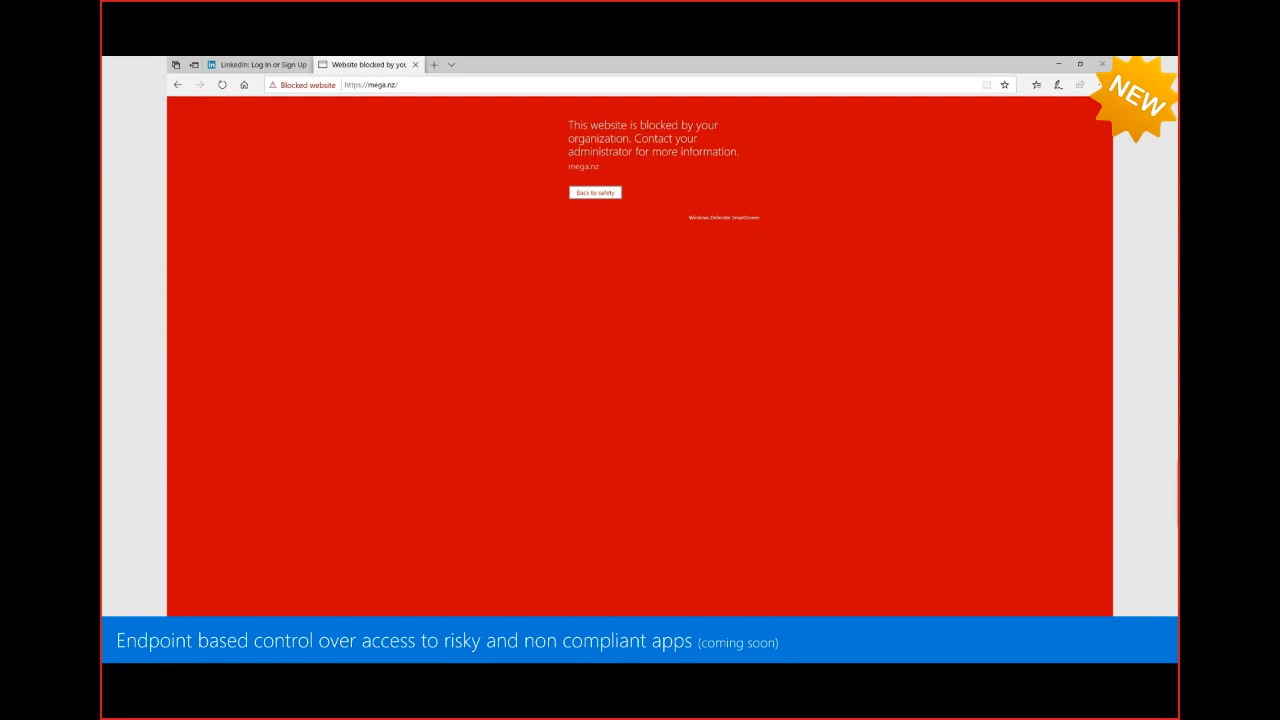 LinkedIn: Log In or Sign Up
Website blocked by you
Blocked website
https://mega.nz/
NEW
This website is blocked by your
organization. Contact your
administrator for more information.
mega.nz
Back to safety
Windows Defender SmartScreen
Endpoint based control over access to risky and non compliant apps (coming soon)